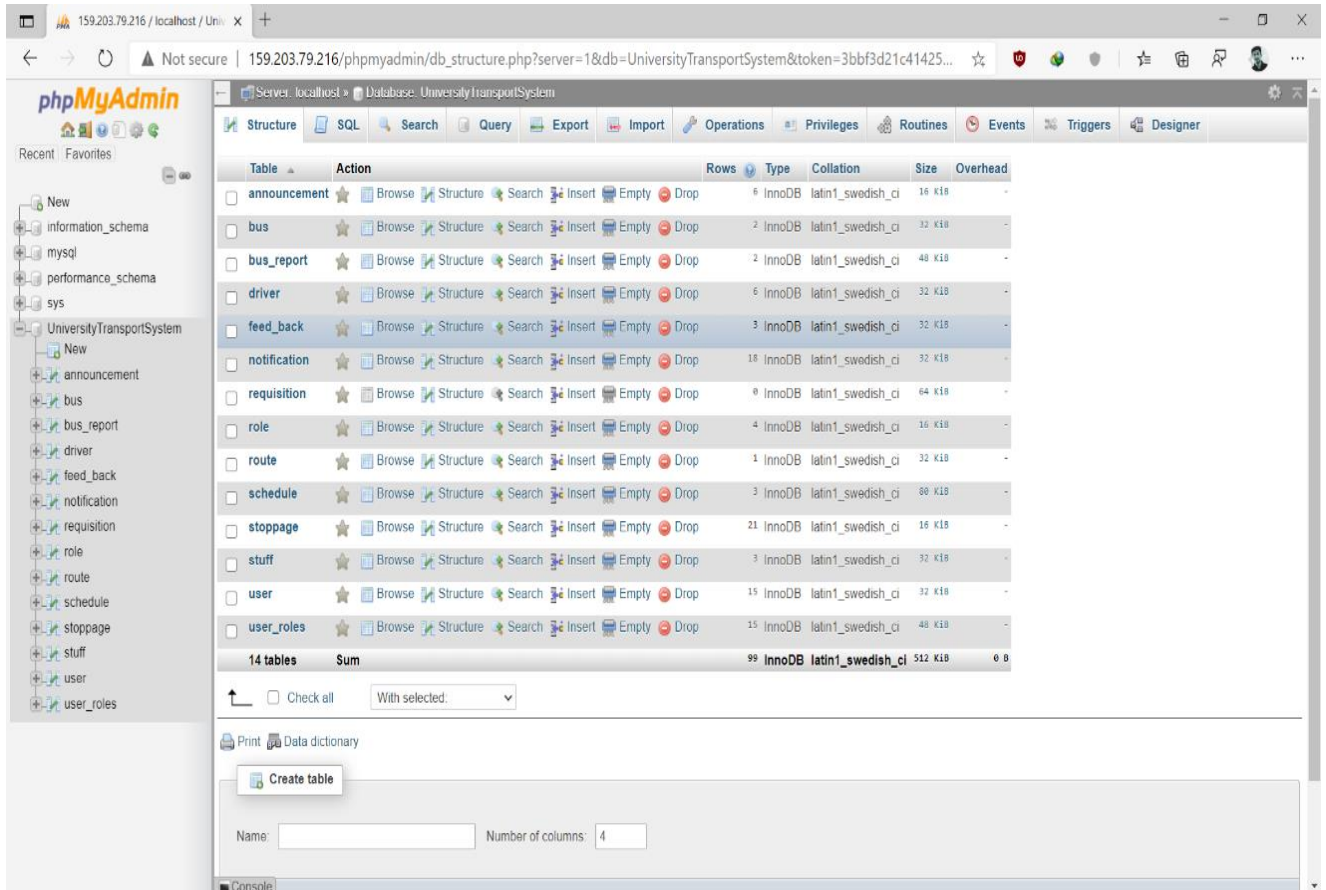 159.203.79.216 / localhost / Univ
Not secure | 159.203.79.216/phpmyadmin/db_structure.php?server=1&db=UniversityTransportSystem&token=3bbf3d21c41425...
phpMyAdmin
Recent Favorites
New
information_schema
mysql
performance_schema
sys
UniversityTransportSystem
New
announcement
bus
bus_report
driver
feed_back
notification
requisition
role
route
schedule
stoppage
stuff
user
user_roles
Server: localhost » Database: UniversityTransportSystem
Structure SQL Search Query Export Import Operations Privileges Routines Events Triggers Designer
Table Action Rows Type Collation Size Overhead
announcement Browse Structure Search Insert Empty Drop 6 InnoDB latin1_swedish_ci 16 KiB -
bus Browse Structure Search Insert Empty Drop 2 InnoDB latin1_swedish_ci 32 KiB -
bus_report Browse Structure Search Insert Empty Drop 2 InnoDB latin1_swedish_ci 48 KiB -
driver Browse Structure Search Insert Empty Drop 6 InnoDB latin1_swedish_ci 32 KiB -
feed_back Browse Structure Search Insert Empty Drop 3 InnoDB latin1_swedish_ci 32 KiB -
notification Browse Structure Search Insert Empty Drop 18 InnoDB latin1_swedish_ci 32 KiB -
requisition Browse Structure Search Insert Empty Drop 0 InnoDB latin1_swedish_ci 64 KiB -
role Browse Structure Search Insert Empty Drop 4 InnoDB latin1_swedish_ci 16 KiB -
route Browse Structure Search Insert Empty Drop 1 InnoDB latin1_swedish_ci 32 KiB -
schedule Browse Structure Search Insert Empty Drop 3 InnoDB latin1_swedish_ci 80 KiB -
stoppage Browse Structure Search Insert Empty Drop 21 InnoDB latin1_swedish_ci 16 KiB -
stuff Browse Structure Search Insert Empty Drop 3 InnoDB latin1_swedish_ci 32 KiB -
user Browse Structure Search Insert Empty Drop 15 InnoDB latin1_swedish_ci 32 KiB -
user_roles Browse Structure Search Insert Empty Drop 15 InnoDB latin1_swedish_ci 48 KiB -
14 tables Sum 99 InnoDB latin1_swedish_ci 512 KiB 0 B
Check all With selected:
Print Data dictionary
Create table
Name: Number of columns: 4
Console